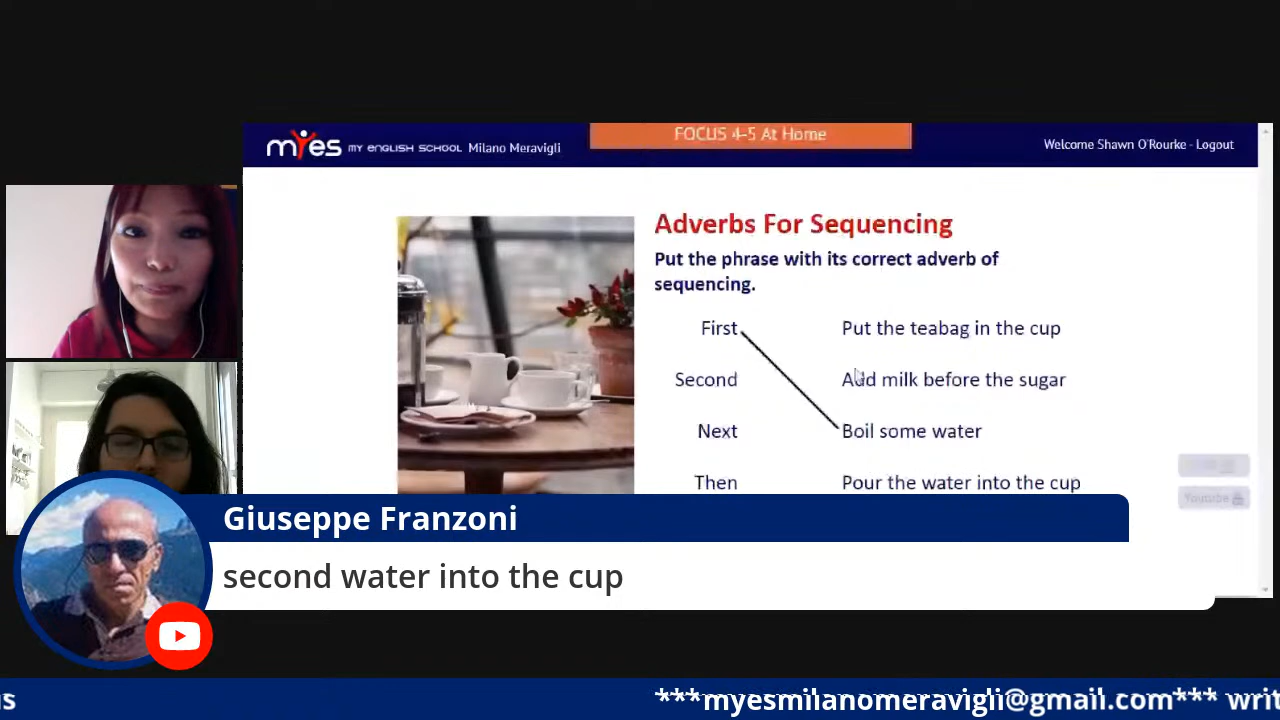 myes MY ENGLISH SCHOOL Milano Meravigli
FOCUS 4-5 At Home
Welcome Shawn O'Rourke - Logout
Adverbs For Sequencing
Put the phrase with its correct adverb of
sequencing.
First Put the teabag in the cup
Second Add milk before the sugar
Next Boil some water
Then Pour the water into the cup
Youtube
Giuseppe Franzoni
second water into the cup
s ***myesmilanomeravigli@gmail.com*** writ